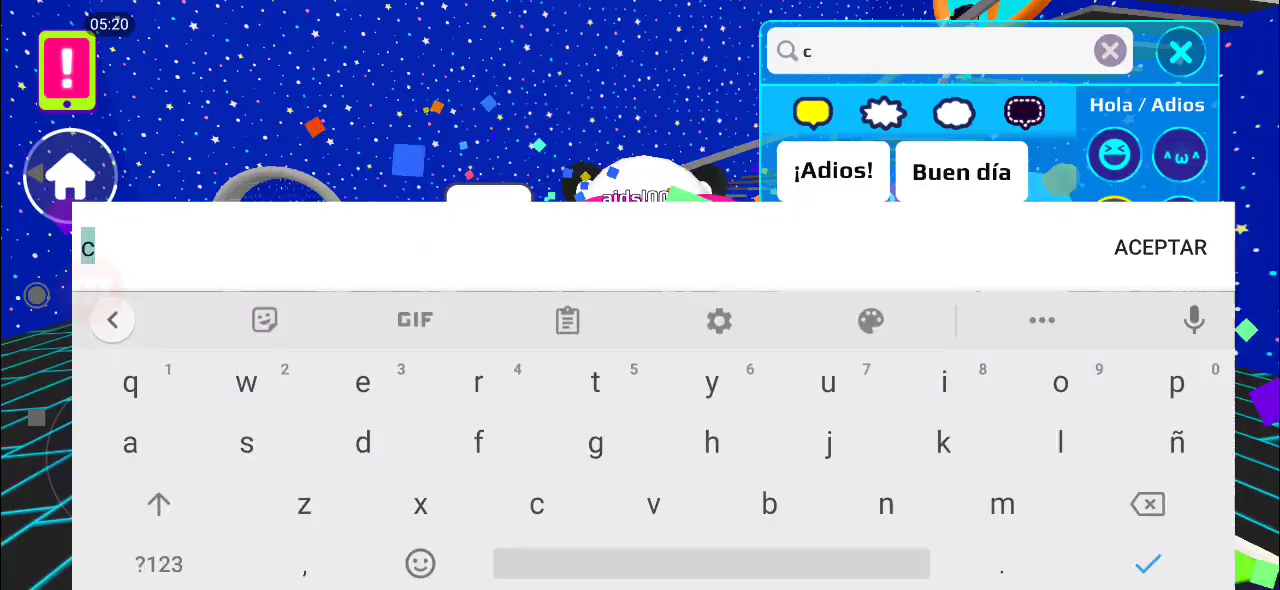 05:20
!
c
Hola / Adios
^ω^
¡Adios!
Buen día
c
ACEPTAR
GIF
q 1 w 2 e 3 r 4 t 5 y 6 u 7 i 8 o 9 p 0
a s d f g h j k l ñ
z x c v b n m
?123 , .